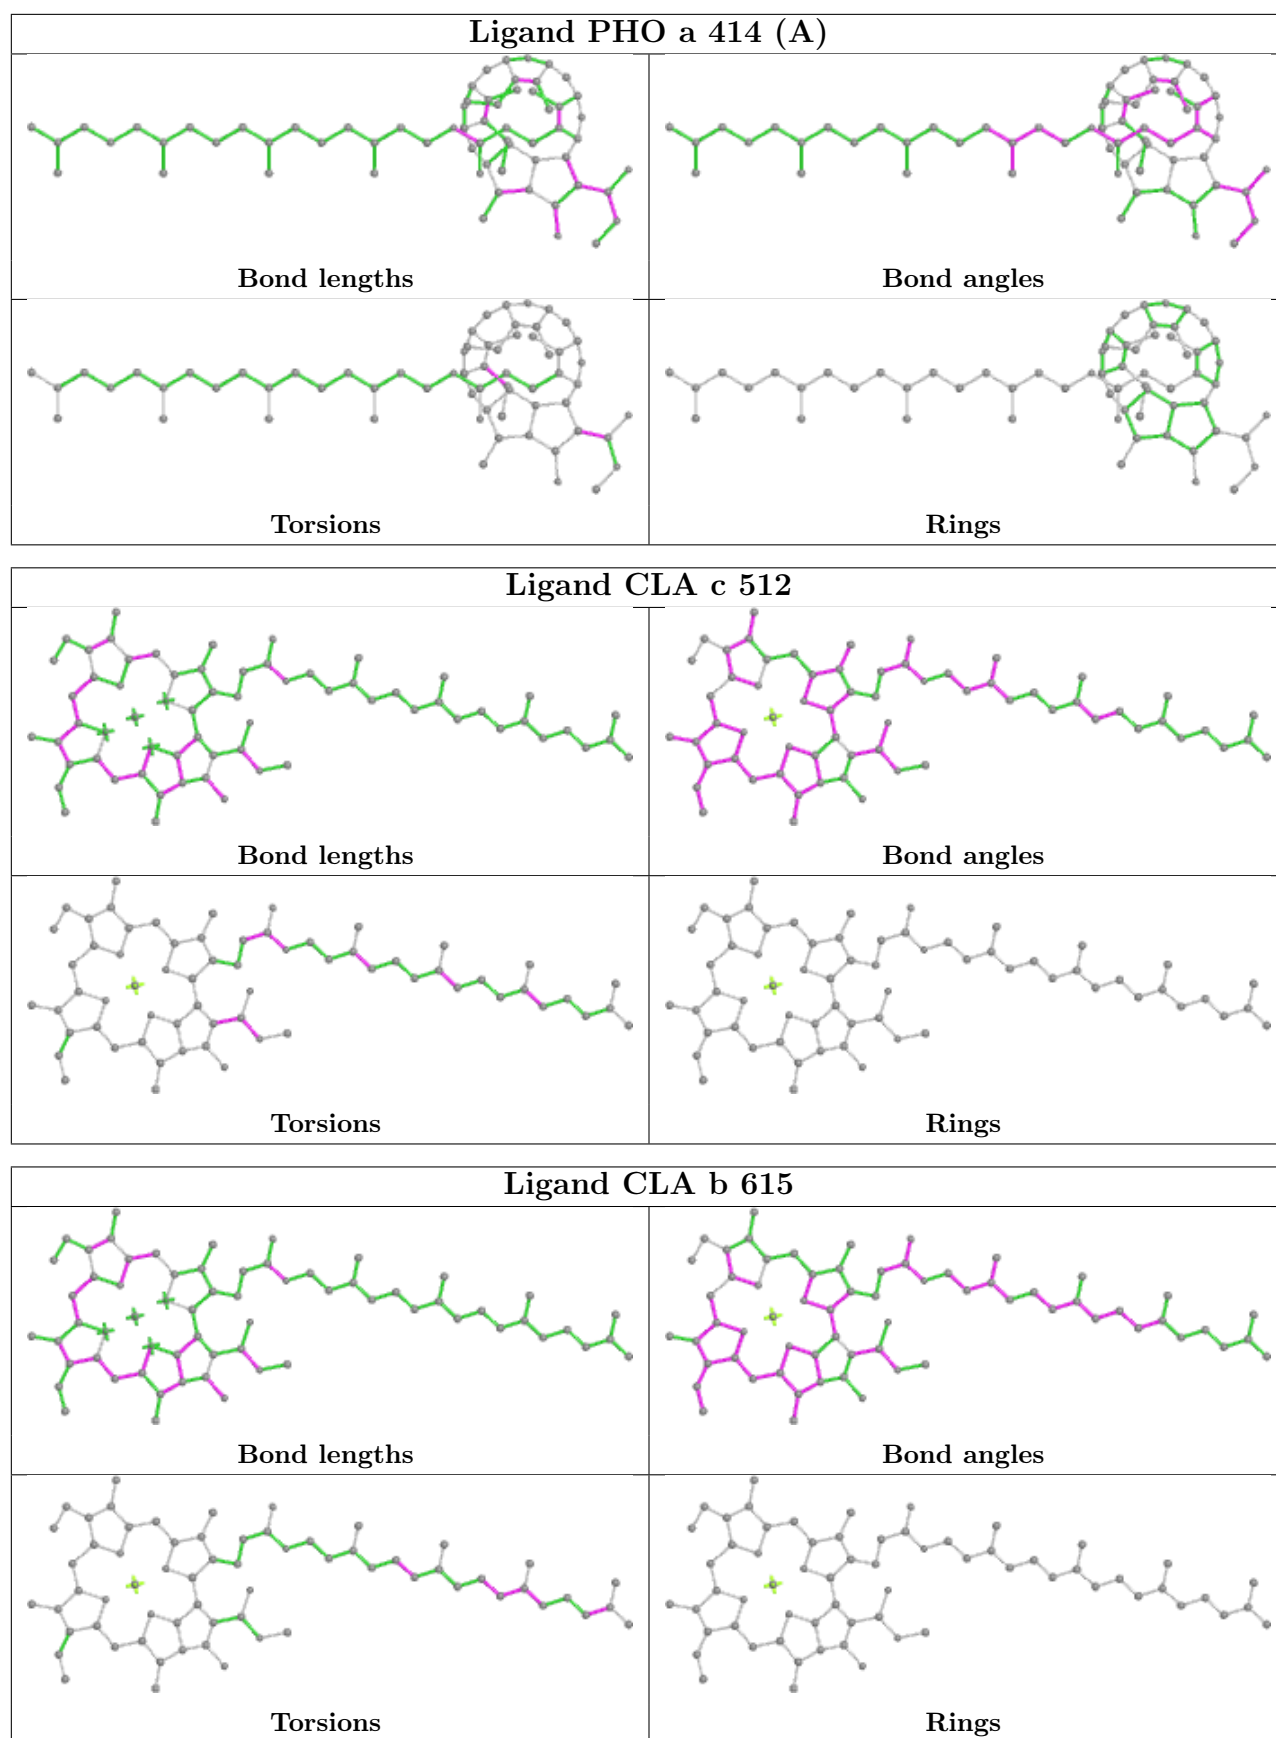 Ligand PHO a 414 (A)
Bond lengths
Bond angles
Torsions
Rings
Ligand CLA c 512
Bond lengths
Bond angles
Torsions
Rings
Ligand CLA b 615
Bond lengths
Bond angles
Torsions
Rings